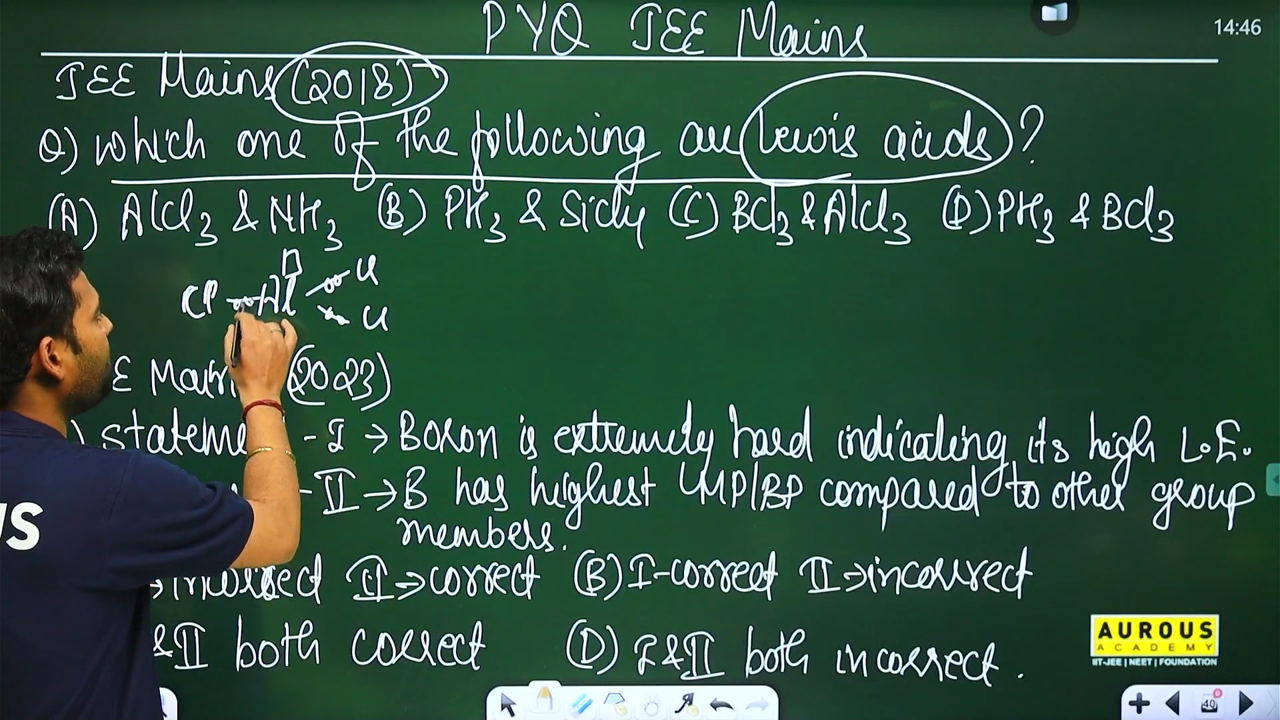 PYQ JEE Mains
14:46
JEE Mains (2018)
Q) which one of the following are lewis acids ?
(A) AlCl3 & NH3 (B) PH3 & SiCl4 (C) BCl3 & AlCl3 (D) PH3 & BCl3
Cl Al Cl
Cl
E Main (2023)
) stateme - I → Boron is extremely hard indicating its high L.E.
- II → B has highest MP/BP compared to other group
members.
incorrect II → correct (B) I-correct II → incorrect
& II both correct (D) I & II both incorrect.
US
AUROUS
ACADEMY
IIT-JEE | NEET | FOUNDATION
40